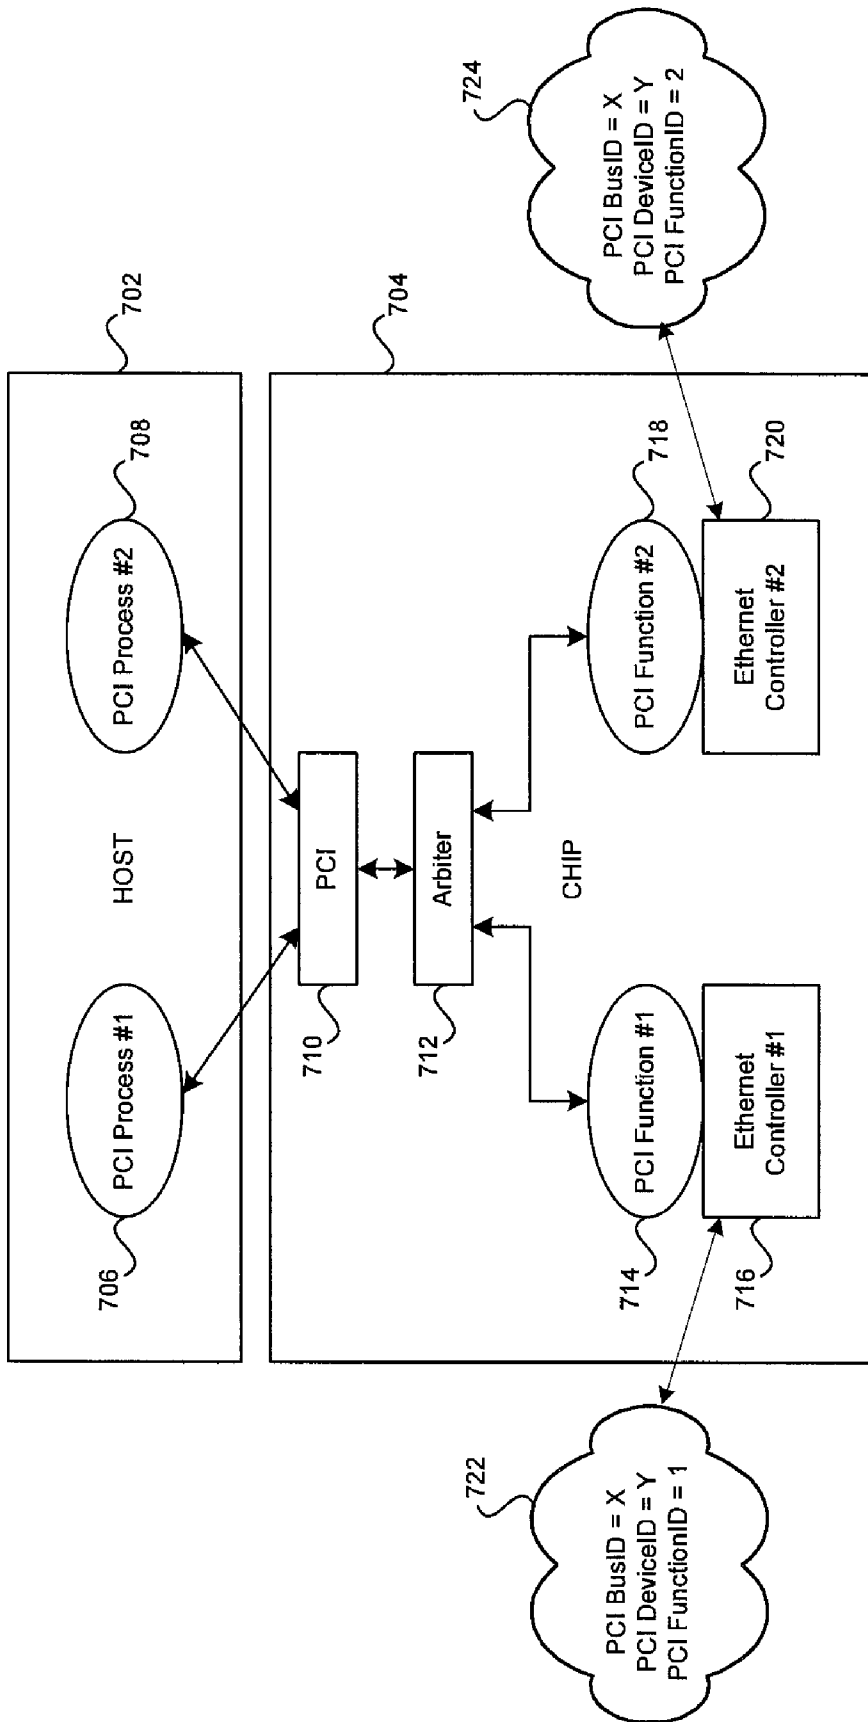 702
PCI Process #1
HOST
PCI Process #2
706
708
704
PCI
710
Arbiter
712
CHIP
722
PCI BusID = X
PCI DeviceID = Y
PCI FunctionID = 1
724
PCI BusID = X
PCI DeviceID = Y
PCI FunctionID = 2
PCI Function #1
714
PCI Function #2
718
Ethernet
Controller #1
716
Ethernet
Controller #2
720